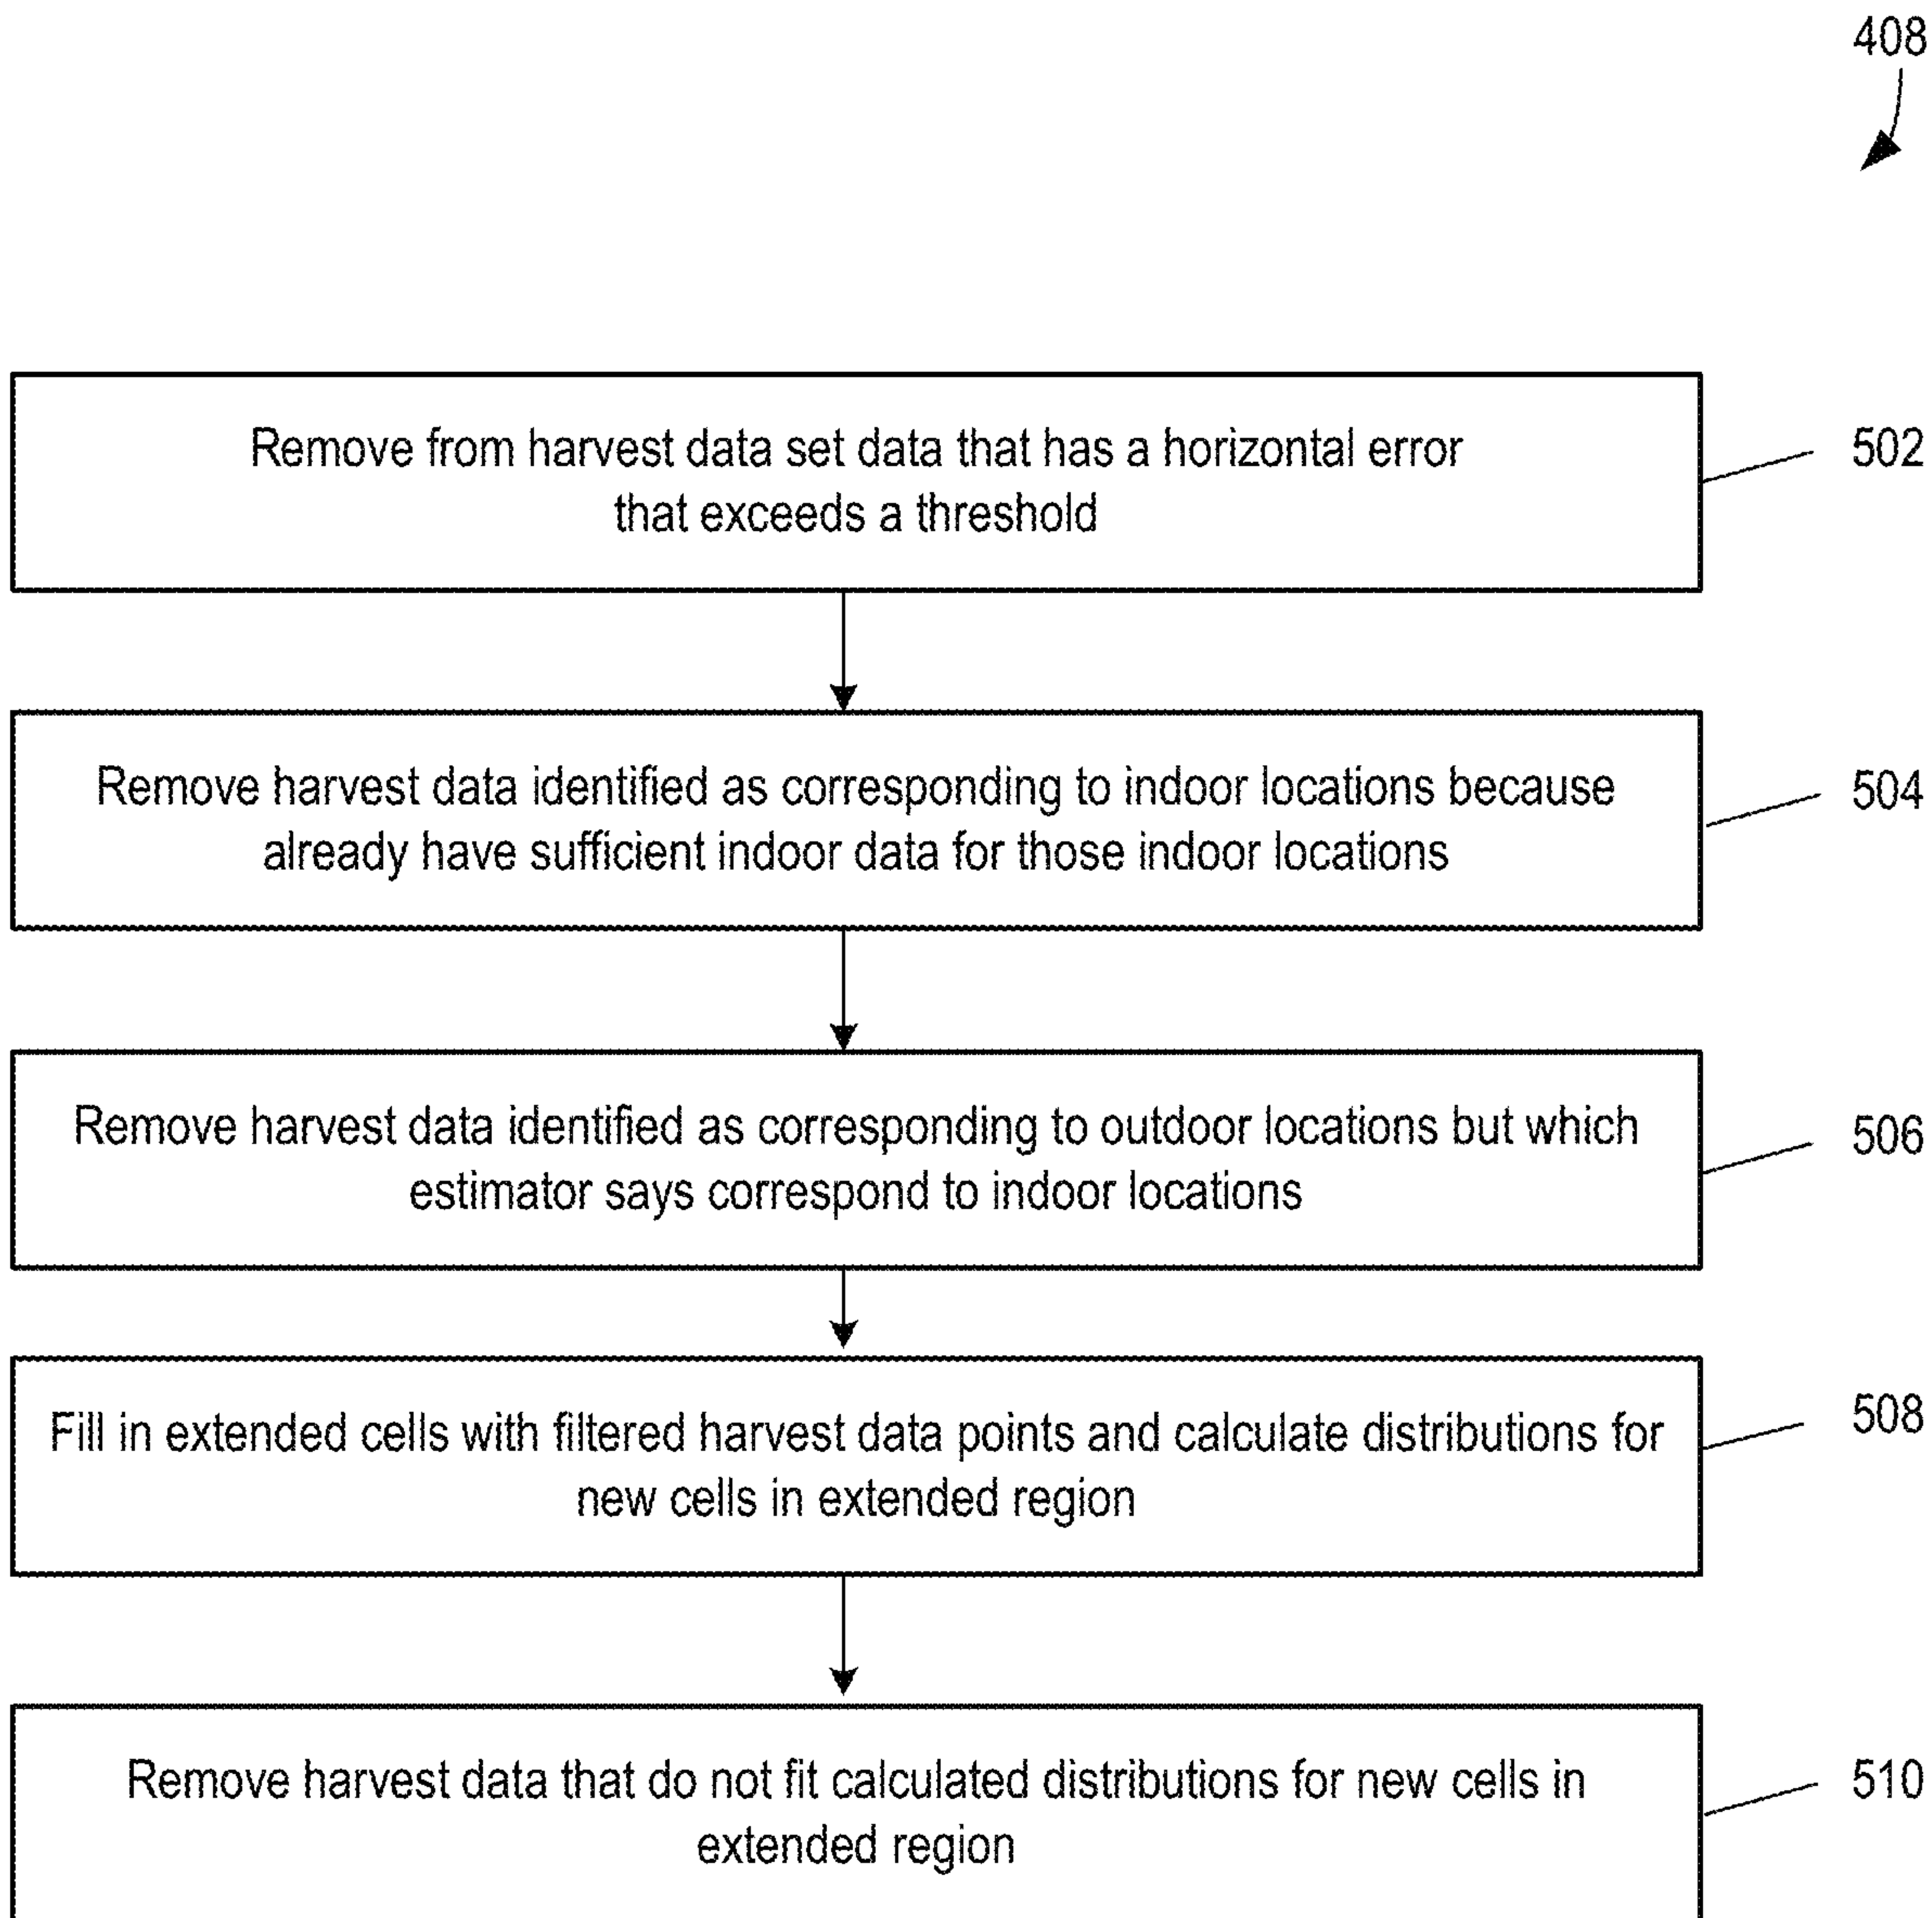 408
Remove from harvest data set data that has a horizontal error
that exceeds a threshold
502
Remove harvest data identified as corresponding to indoor locations because
already have sufficient indoor data for those indoor locations
504
Remove harvest data identified as corresponding to outdoor locations but which
estimator says correspond to indoor locations
506
Fill in extended cells with filtered harvest data points and calculate distributions for
new cells in extended region
508
Remove harvest data that do not fit calculated distributions for new cells in
extended region
510